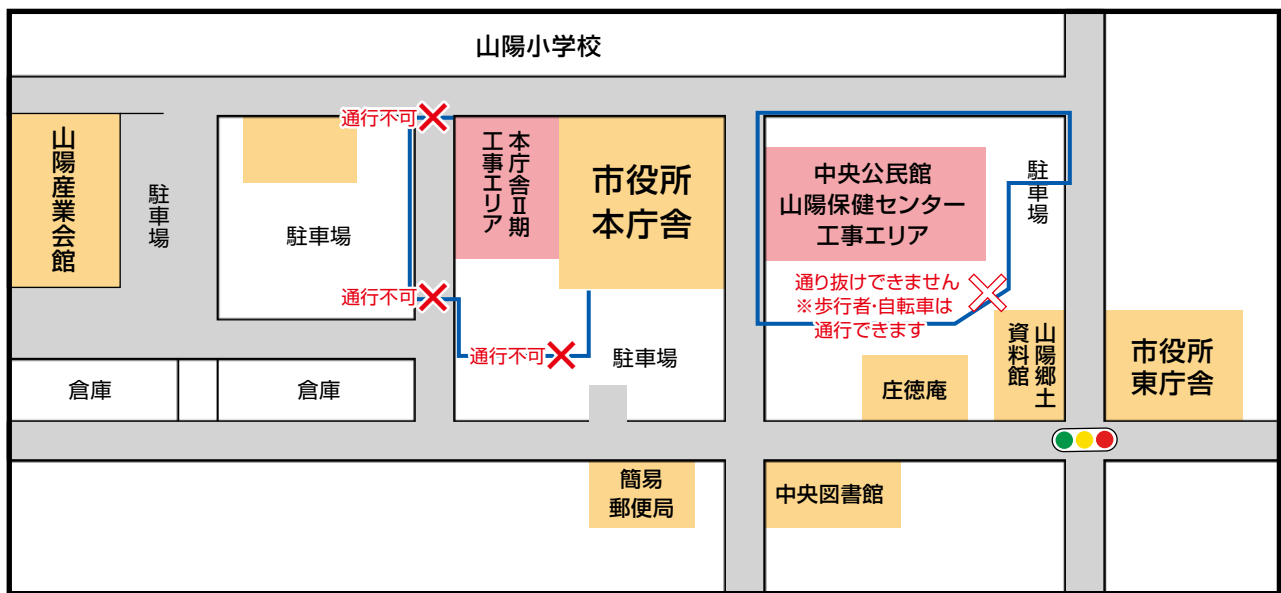 山陽小学校
山陽産業会館
駐車場
駐車場
通行不可
通行不可
通行不可
本庁舎Ⅱ期
工事エリア
市役所
本庁舎
駐車場
中央公民館
山陽保健センター
工事エリア
駐車場
通り抜けできません
※歩行者・自転車は
通行できます
倉庫
倉庫
庄徳庵
山陽郷土
資料館
市役所
東庁舎
簡易
郵便局
中央図書館